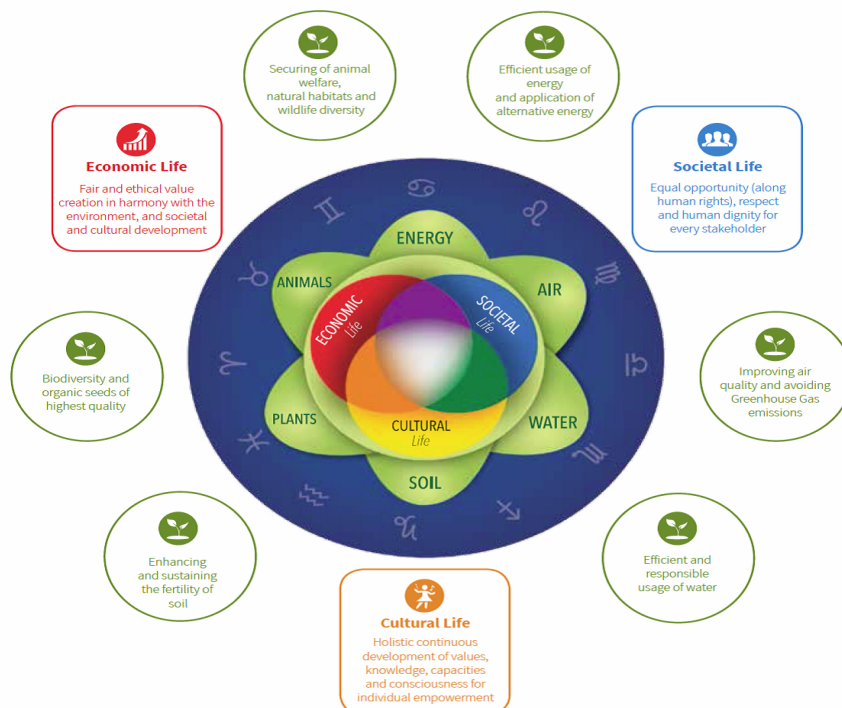 Securing of animal
welfare,
natural habitats and
wildlife diversity
Efficient usage of
energy
and application of
alternative energy
Economic Life
Fair and ethical value
creation in harmony with the
environment, and societal
and cultural development
Societal Life
Equal opportunity (along
human rights), respect
and human dignity for
every stakeholder
ENERGY
ANIMALS
AIR
ECONOMIC
Life
SOCIETAL
Life
PLANTS
CULTURAL
Life
WATER
SOIL
Biodiversity and
organic seeds of
highest quality
Improving air
quality and avoiding
Greenhouse Gas
emissions
Enhancing
and sustaining
the fertility of
soil
Efficient and
responsible
usage of water
Cultural Life
Holistic continuous
development of values,
knowledge, capacities
and consciousness for
individual empowerment